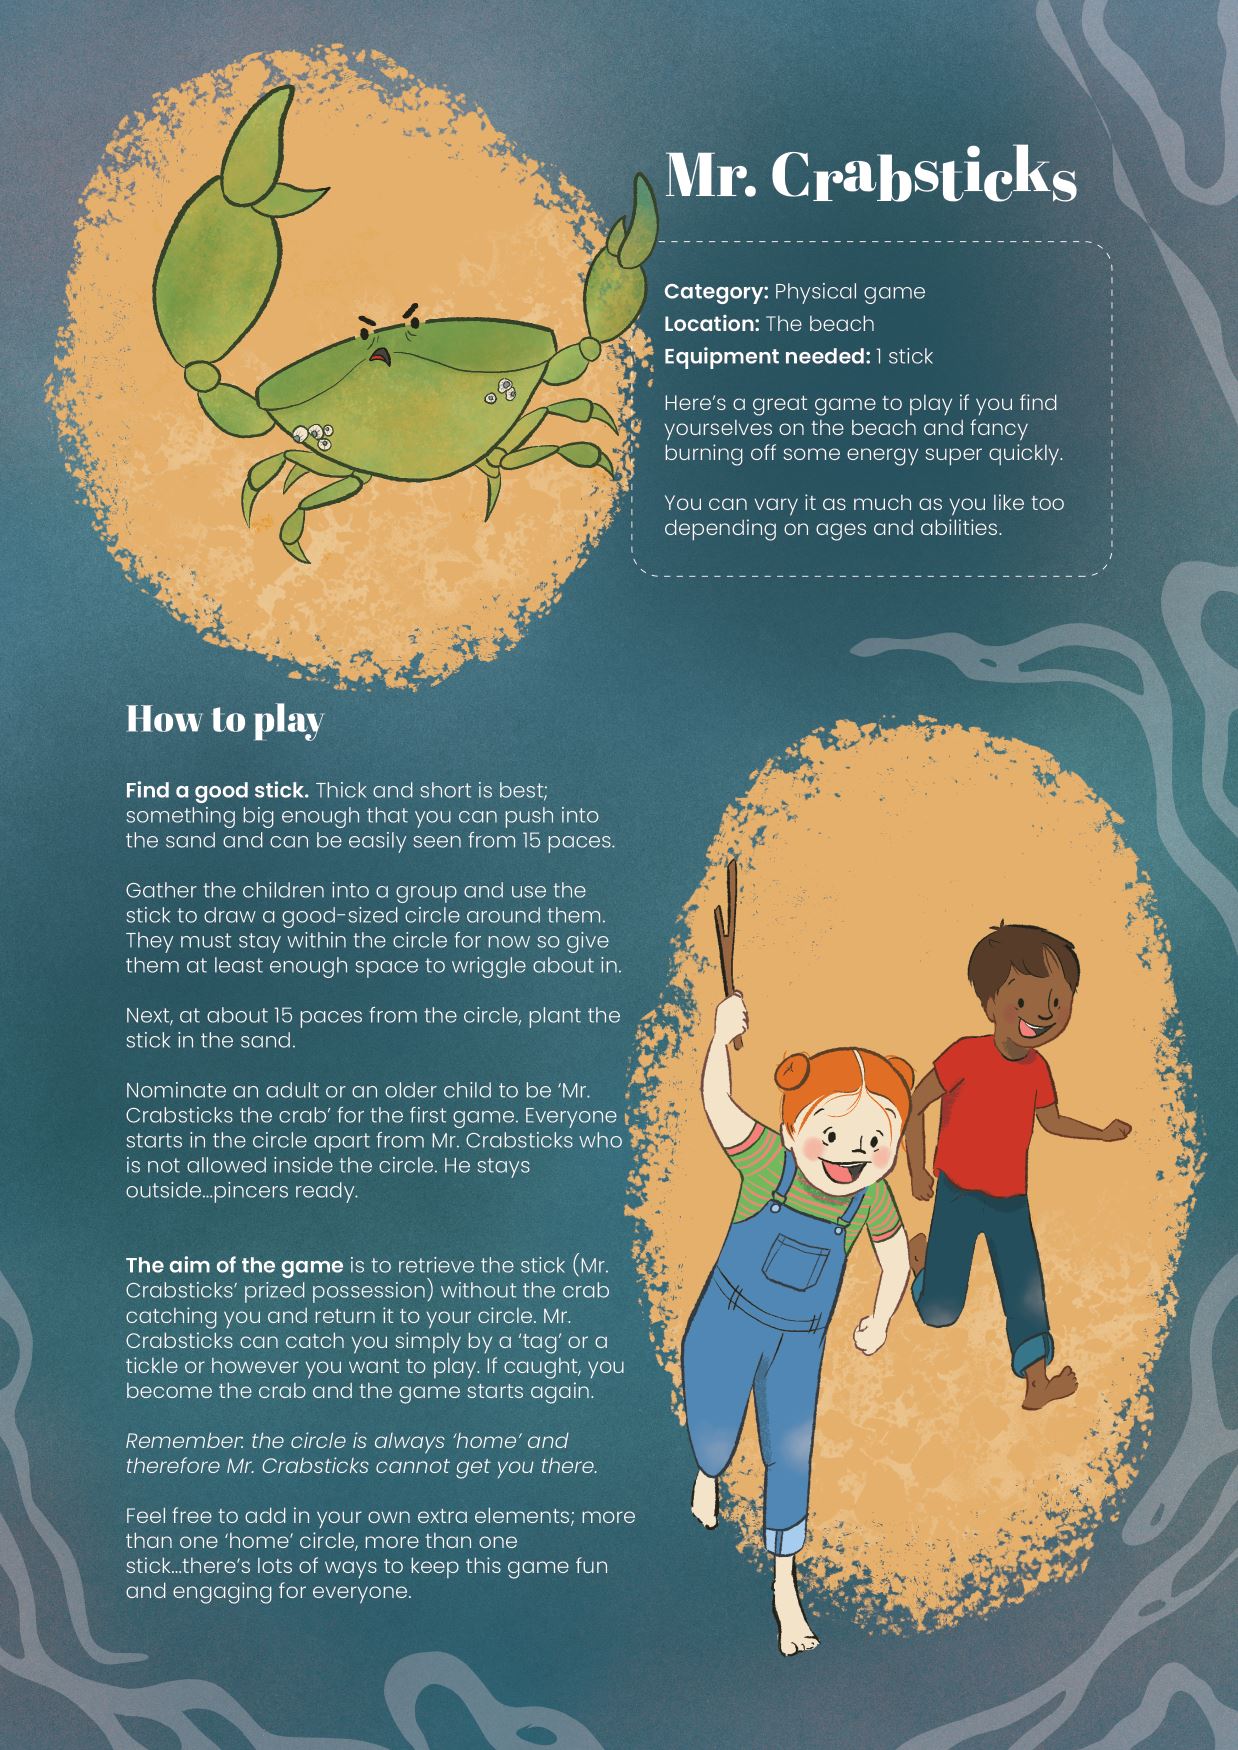 Mr. Crabsticks
Category: Physical game
Location: The beach
Equipment needed: 1 stick
Here’s a great game to play if you find
yourselves on the beach and fancy
burning off some energy super quickly.
You can vary it as much as you like too
depending on ages and abilities.
How to play
Find a good stick. Thick and short is best;
something big enough that you can push into
the sand and can be easily seen from 15 paces.
Gather the children into a group and use the
stick to draw a good-sized circle around them.
They must stay within the circle for now so give
them at least enough space to wriggle about in.
Next, at about 15 paces from the circle, plant the
stick in the sand.
Nominate an adult or an older child to be ‘Mr.
Crabsticks the crab’ for the first game. Everyone
starts in the circle apart from Mr. Crabsticks who
is not allowed inside the circle. He stays
outside...pincers ready.
The aim of the game is to retrieve the stick (Mr.
Crabsticks’ prized possession) without the crab
catching you and return it to your circle. Mr.
Crabsticks can catch you simply by a ‘tag’ or a
tickle or however you want to play. If caught, you
become the crab and the game starts again.
Remember: the circle is always ‘home’ and
therefore Mr. Crabsticks cannot get you there.
Feel free to add in your own extra elements; more
than one ‘home’ circle, more than one
stick...there’s lots of ways to keep this game fun
and engaging for everyone.